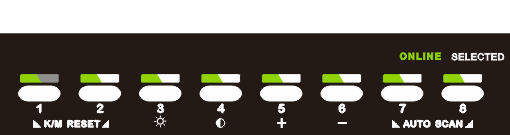 ONLINE SELECTED
1 2 3 4 5 6 7 8
K/M RESET + − AUTO SCAN